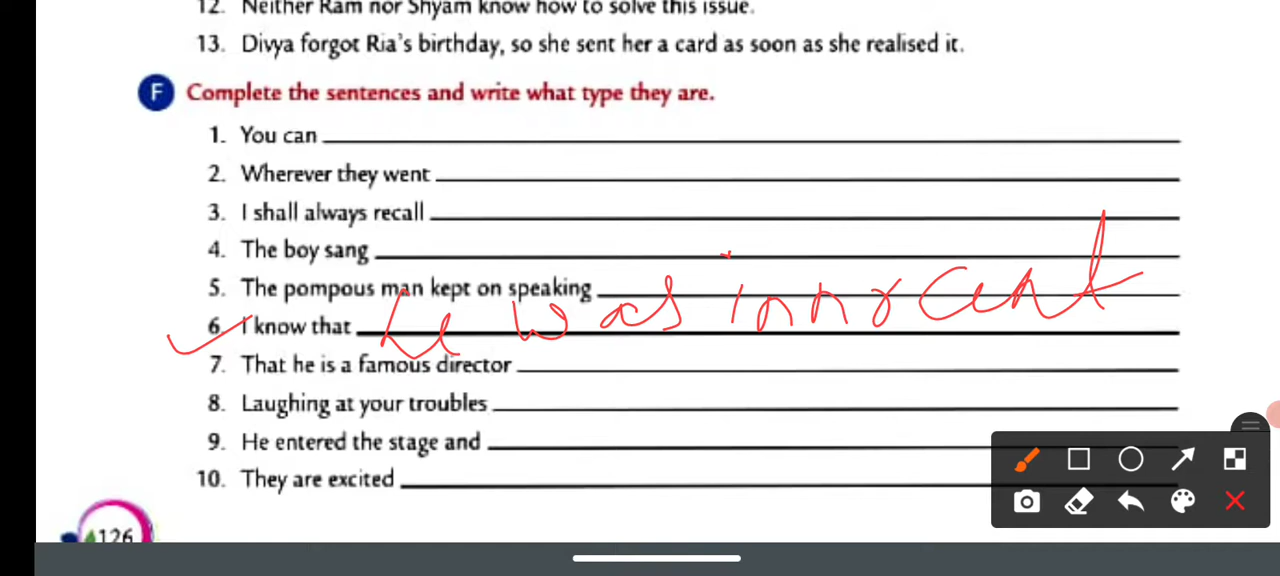 12. Neither Ram nor Shyam know how to solve this issue.
13. Divya forgot Ria's birthday, so she sent her a card as soon as she realised it.
F Complete the sentences and write what type they are.
1. You can
2. Wherever they went
3. I shall always recall
4. The boy sang
5. The pompous man kept on speaking
6. I know that he was innocent
7. That he is a famous director
8. Laughing at your troubles
9. He entered the stage and
10. They are excited
126